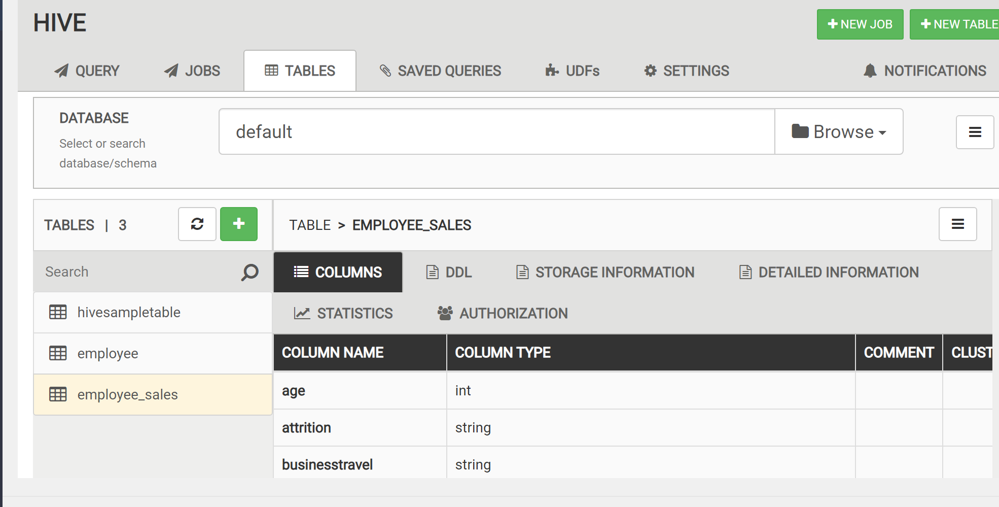 HIVE
NEW JOB
NEW TABLE
QUERY
JOBS
TABLES
SAVED QUERIES
UDFs
SETTINGS
NOTIFICATIONS
DATABASE
Select or search
database/schema
default
Browse
TABLES | 3
TABLE > EMPLOYEE_SALES
Search
COLUMNS
DDL
STORAGE INFORMATION
DETAILED INFORMATION
STATISTICS
AUTHORIZATION
hivesampletable
employee
employee_sales
COLUMN NAME COLUMN TYPE COMMENT CLUST
age int
attrition string
businesstravel string